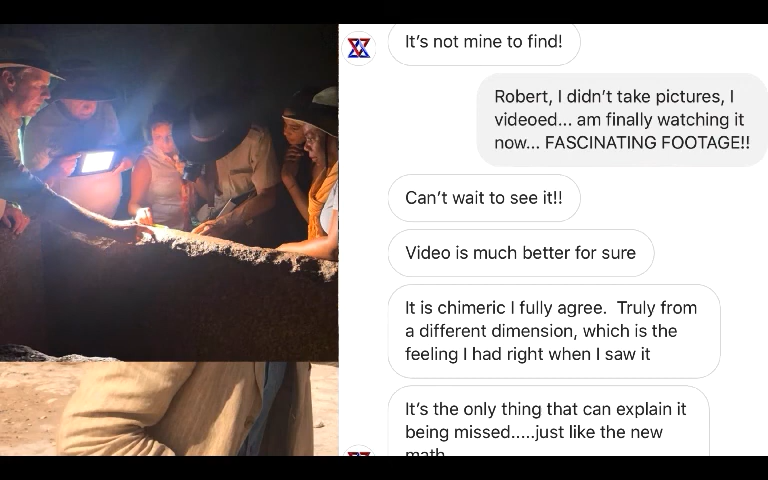 It's not mine to find!
Robert, I didn't take pictures, I
videoed... am finally watching it
now... FASCINATING FOOTAGE!!
Can't wait to see it!!
Video is much better for sure
It is chimeric I fully agree.  Truly from
a different dimension, which is the
feeling I had right when I saw it
It's the only thing that can explain it
being missed.....just like the new
math